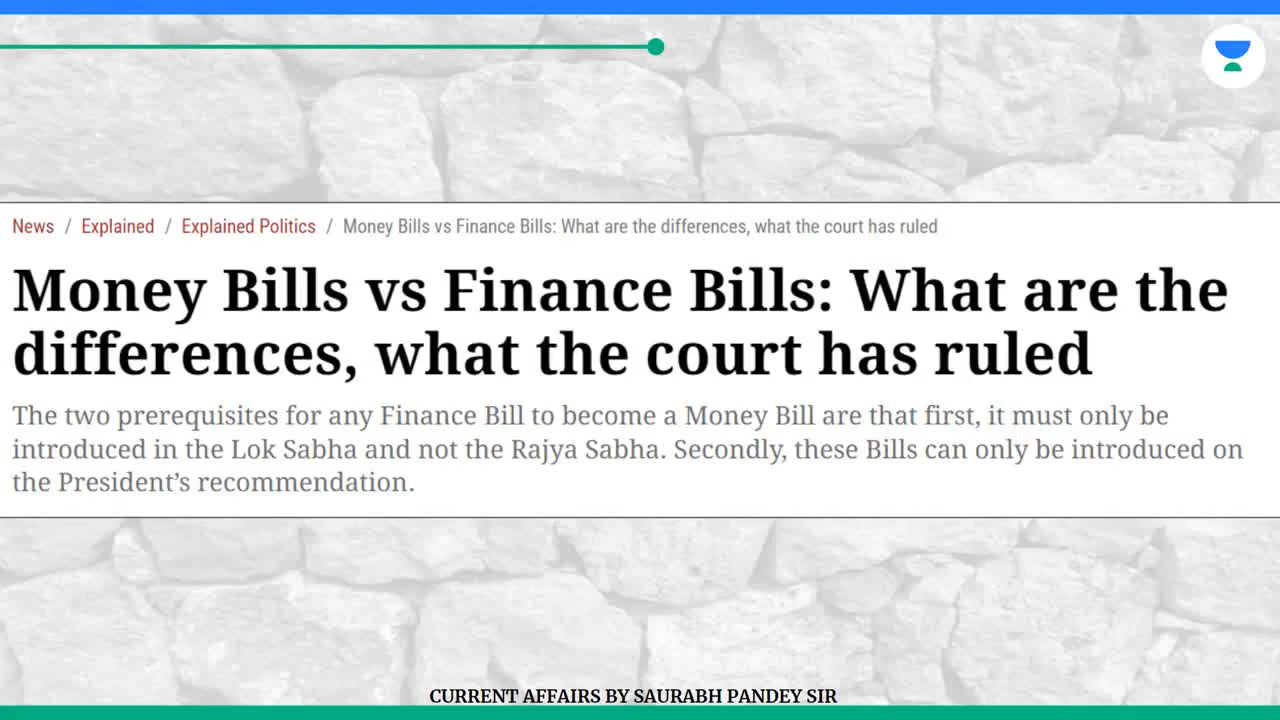 News / Explained / Explained Politics / Money Bills vs Finance Bills: What are the differences, what the court has ruled
Money Bills vs Finance Bills: What are the
differences, what the court has ruled
The two prerequisites for any Finance Bill to become a Money Bill are that first, it must only be
introduced in the Lok Sabha and not the Rajya Sabha. Secondly, these Bills can only be introduced on
the President’s recommendation.
CURRENT AFFAIRS BY SAURABH PANDEY SIR